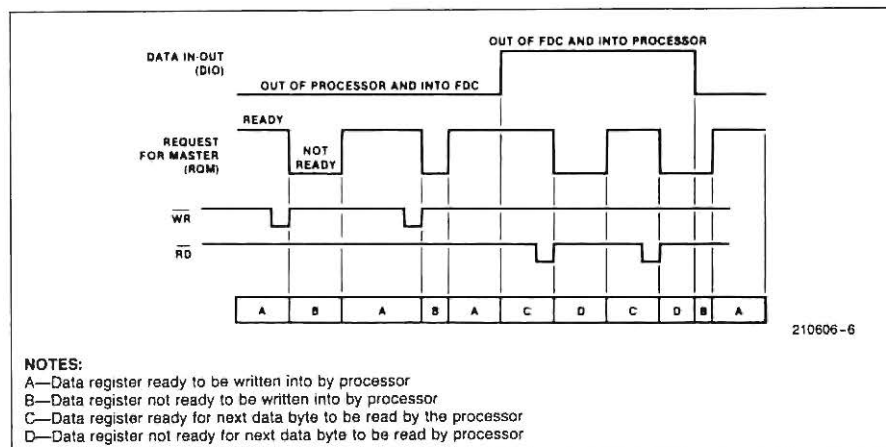 OUT OF FDC AND INTO PROCESSOR
DATA IN-OUT
(DIO)
OUT OF PROCESSOR AND INTO FDC
READY
REQUEST
FOR MASTER
(RQM)
NOT
READY
WR
RD
A B A B A C D C D B A
210606-6
NOTES:
A—Data register ready to be written into by processor
B—Data register not ready to be written into by processor
C—Data register ready for next data byte to be read by the processor
D—Data register not ready for next data byte to be read by processor